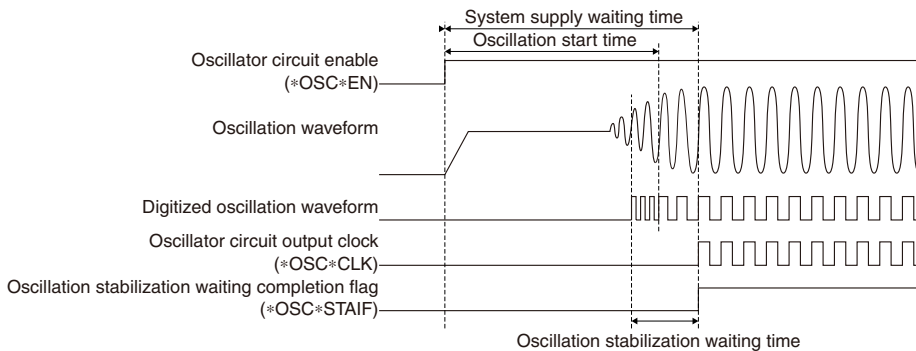 System supply waiting time
Oscillation start time
Oscillator circuit enable
(*OSC*EN)
Oscillation waveform
Digitized oscillation waveform
Oscillator circuit output clock
(*OSC*CLK)
Oscillation stabilization waiting completion flag
(*OSC*STAIF)
Oscillation stabilization waiting time